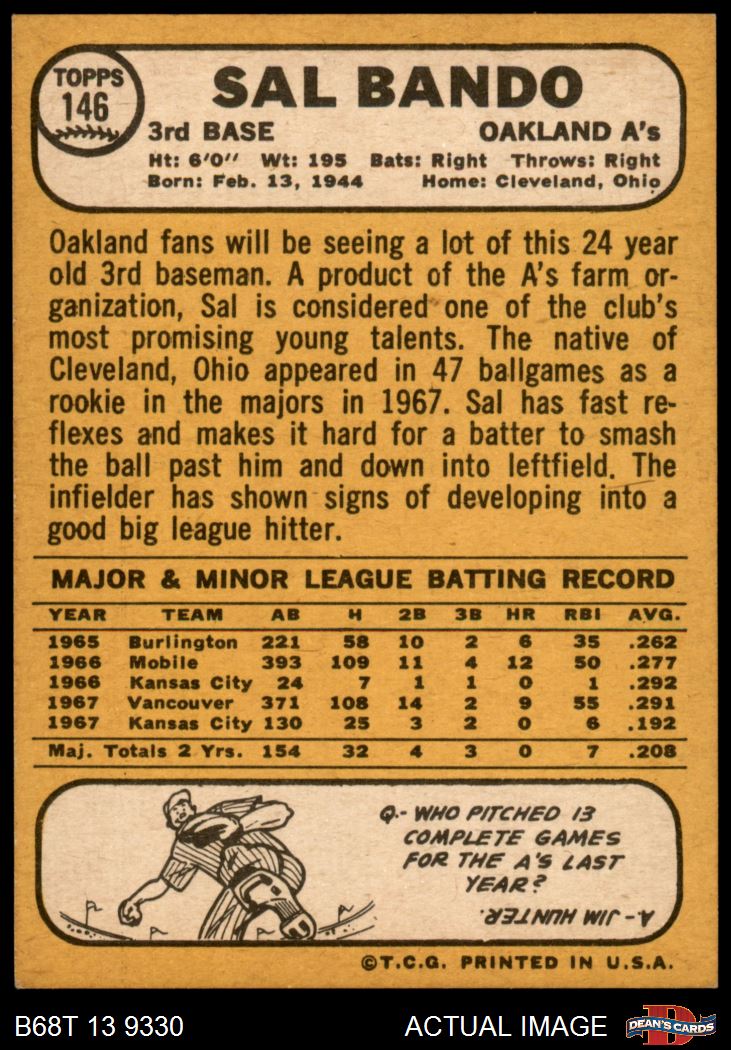 TOPPS
146
SAL BANDO
3rd BASE OAKLAND A's
Ht: 6'0'' Wt: 195 Bats: Right Throws: Right
Born: Feb. 13, 1944 Home: Cleveland, Ohio
Oakland fans will be seeing a lot of this 24 year
old 3rd baseman. A product of the A's farm or-
ganization, Sal is considered one of the club's
most promising young talents. The native of
Cleveland, Ohio appeared in 47 ballgames as a
rookie in the majors in 1967. Sal has fast re-
flexes and makes it hard for a batter to smash
the ball past him and down into leftfield. The
infielder has shown signs of developing into a
good big league hitter.
MAJOR & MINOR LEAGUE BATTING RECORD
YEAR TEAM AB H 2B 3B HR RBI AVG.
1965 Burlington 221 58 10 2 6 35 .262
1966 Mobile 393 109 11 4 12 50 .277
1966 Kansas City 24 7 1 1 0 1 .292
1967 Vancouver 371 108 14 2 9 55 .291
1967 Kansas City 130 25 3 2 0 6 .192
Maj. Totals 2 Yrs. 154 32 4 3 0 7 .208
Q.- WHO PITCHED 13
COMPLETE GAMES
FOR THE A'S LAST
YEAR?
A- JIM HUNTER.
©T.C.G. PRINTED IN U.S.A.
B68T 13 9330 ACTUAL IMAGE
D
DEAN'S CARDS